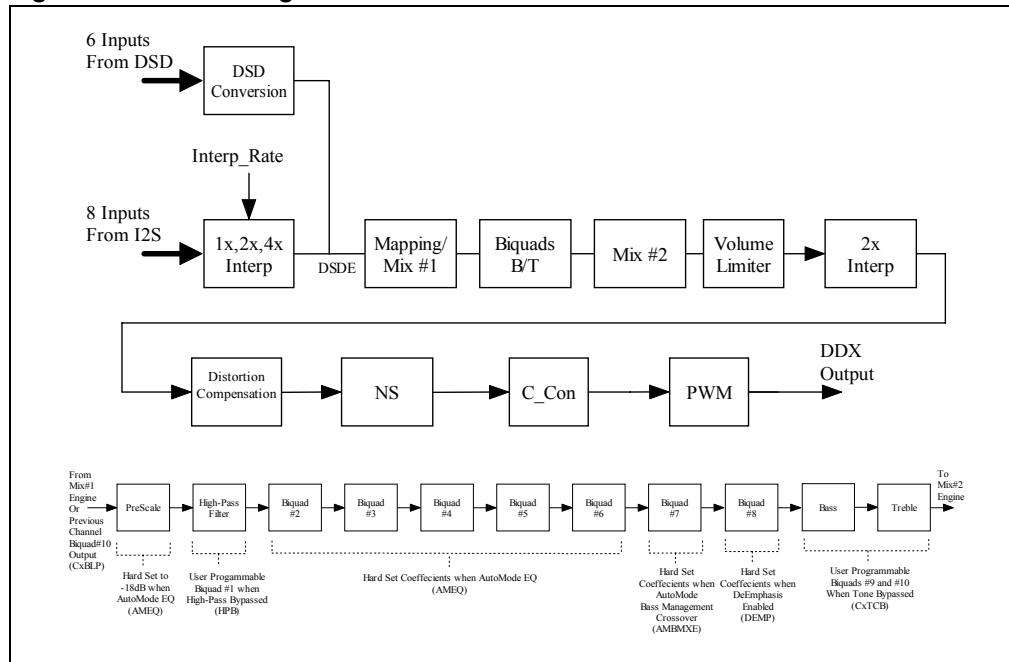 6 Inputs
From DSD
DSD
Conversion
Interp_Rate
8 Inputs
From I2S
1x,2x,4x
Interp
DSDE
Mapping/
Mix #1
Biquads
B/T
Mix #2
Volume
Limiter
2x
Interp
Distortion
Compensation
NS
C_Con
PWM
DDX
Output
From
Mix#1
Engine
Or
Previous
Channel
Biquad#10
Output
(CxBLP)
PreScale
High-Pass
Filter
Biquad
#2
Biquad
#3
Biquad
#4
Biquad
#5
Biquad
#6
Biquad
#7
Biquad
#8
Bass
Treble
To
Mix#2
Engine
Hard Set to
-18dB when
AutoMode EQ
(AMEQ)
User Progammable
Biquad #1 when
High-Pass Bypassed
(HPB)
Hard Set Coeffecients when AutoMode EQ
(AMEQ)
Hard Set
Coeffecients when
AutoMode
Bass Management
Crossover
(AMBMXE)
Hard Set
Coeffecients when
DeEmphasis
Enabled
(DEMP)
User Programmable
Biquads #9 and #10
When Tone Bypassed
(CxTCB)